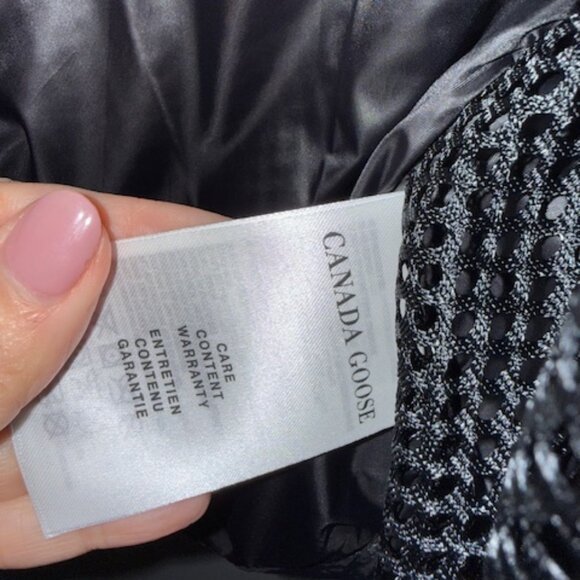 CANADA GOOSE
CARE
CONTENT
WARRANTY
ENTRETIEN
CONTENU
GARANTIE